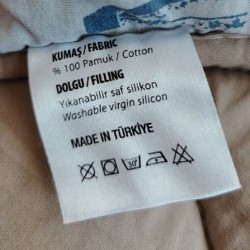 KUMAŞ/FABRIC
% 100 Pamuk / Cotton
DOLGU/FILLING
Yıkanabilir saf silikon
Washable virgin silicon
MADE IN TÜRKİYE
30°